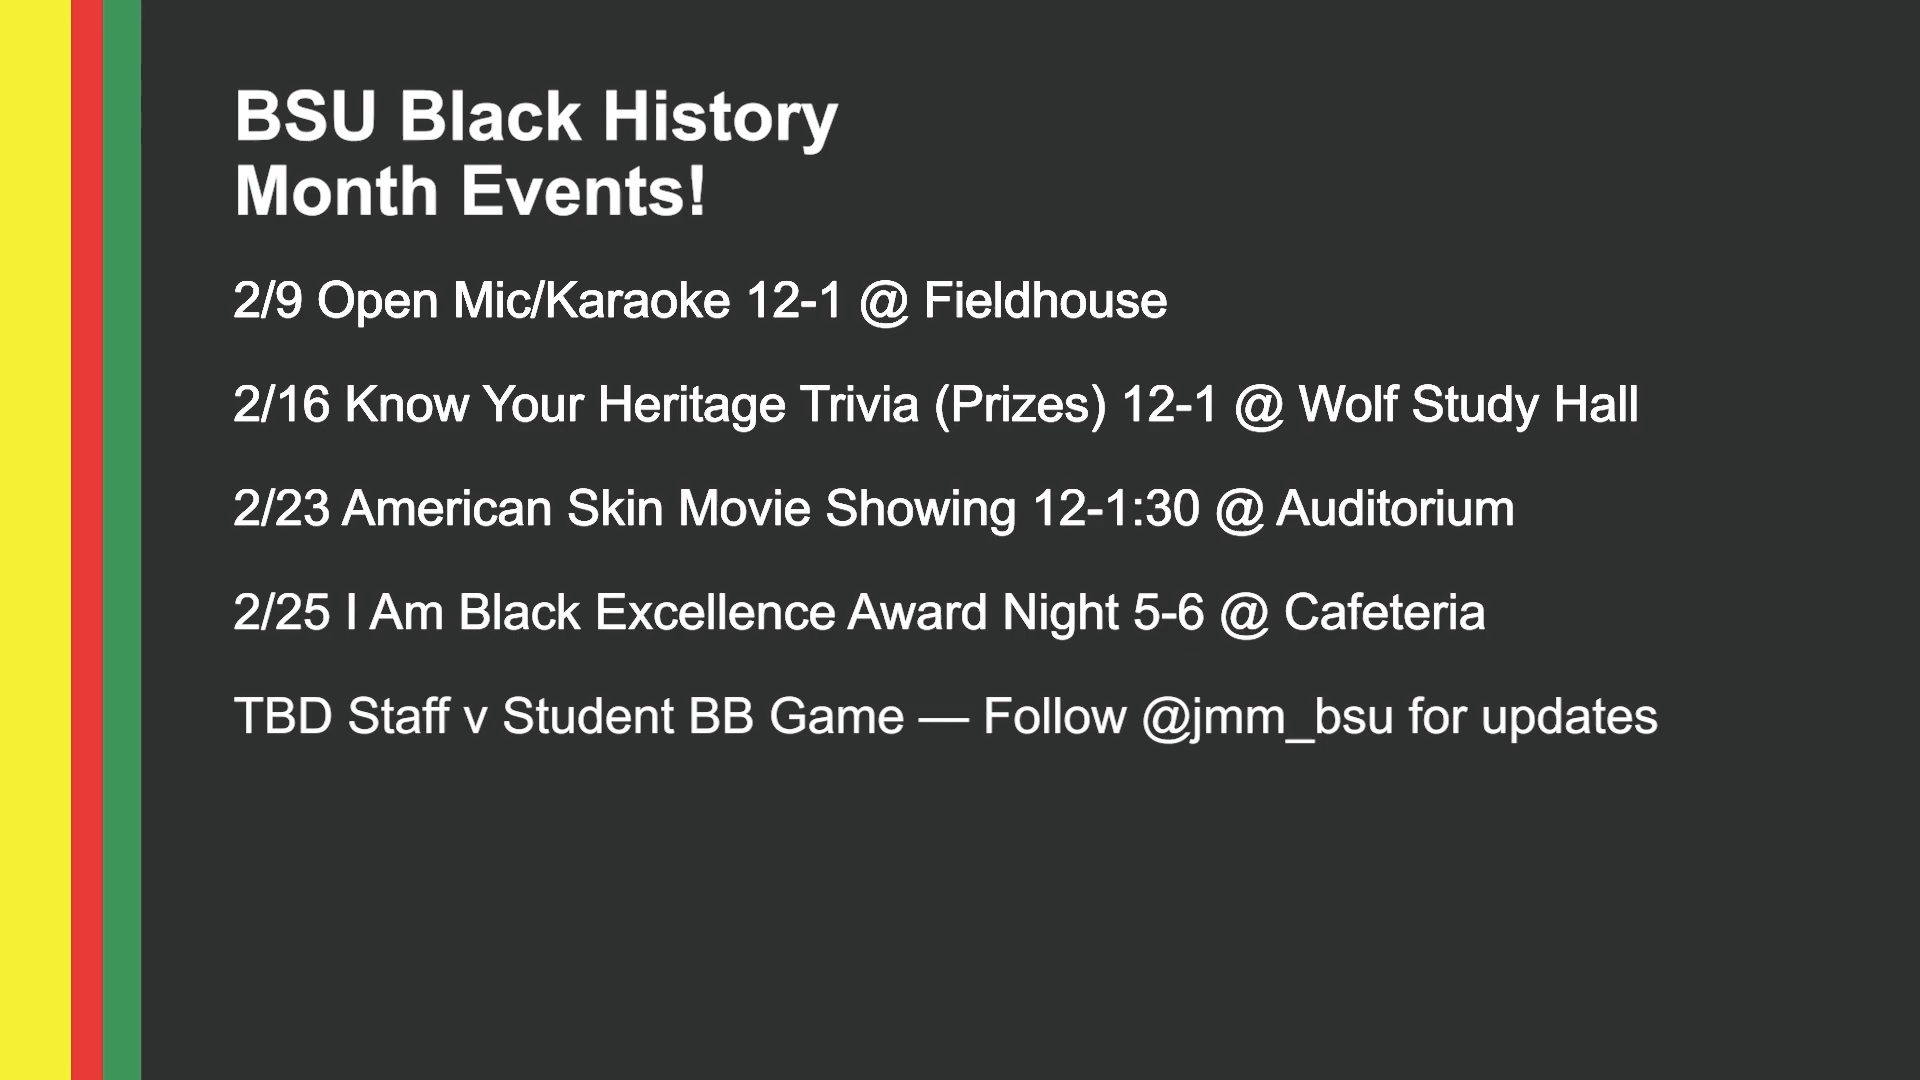 BSU Black History
Month Events!
2/9 Open Mic/Karaoke 12-1 @ Fieldhouse
2/16 Know Your Heritage Trivia (Prizes) 12-1 @ Wolf Study Hall
2/23 American Skin Movie Showing 12-1:30 @ Auditorium
2/25 I Am Black Excellence Award Night 5-6 @ Cafeteria
TBD Staff v Student BB Game — Follow @jmm_bsu for updates